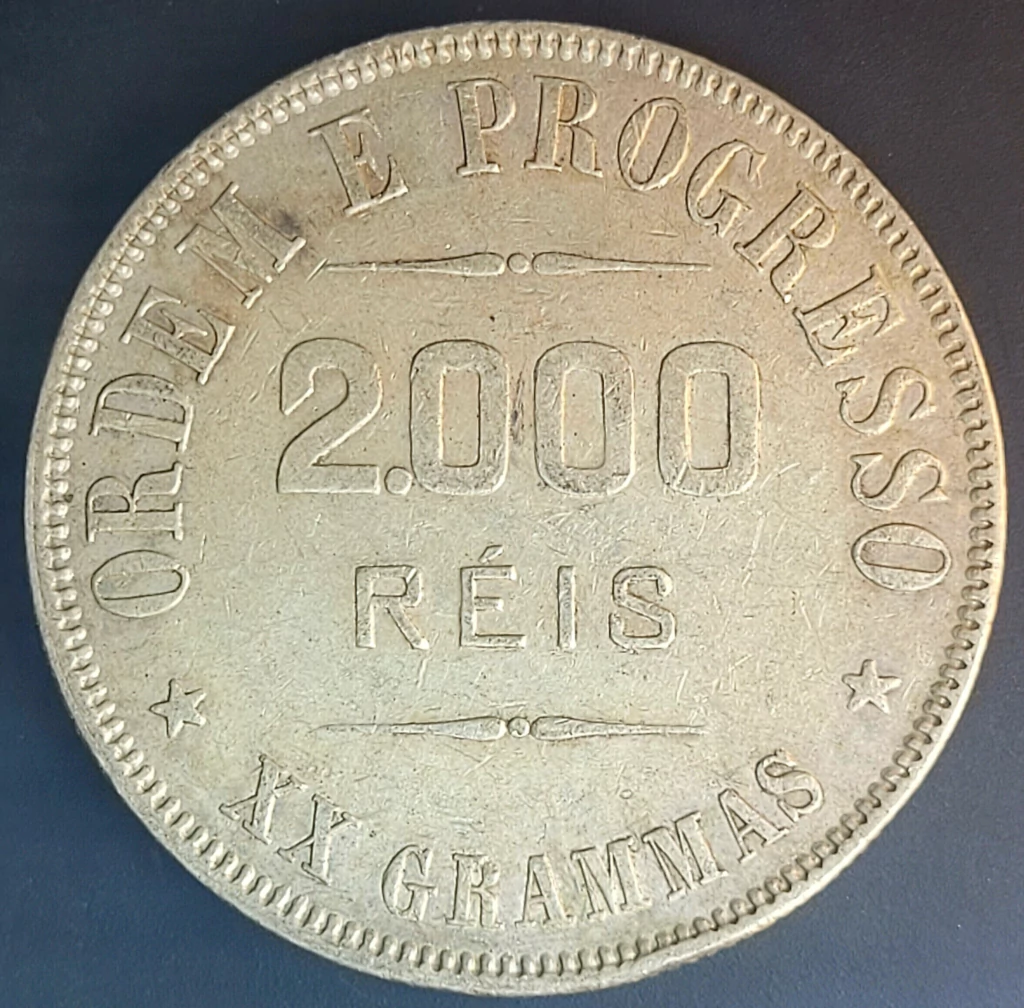 ORDEM E PROGRESSO
2.000
RÉIS
XX GRAMMAS